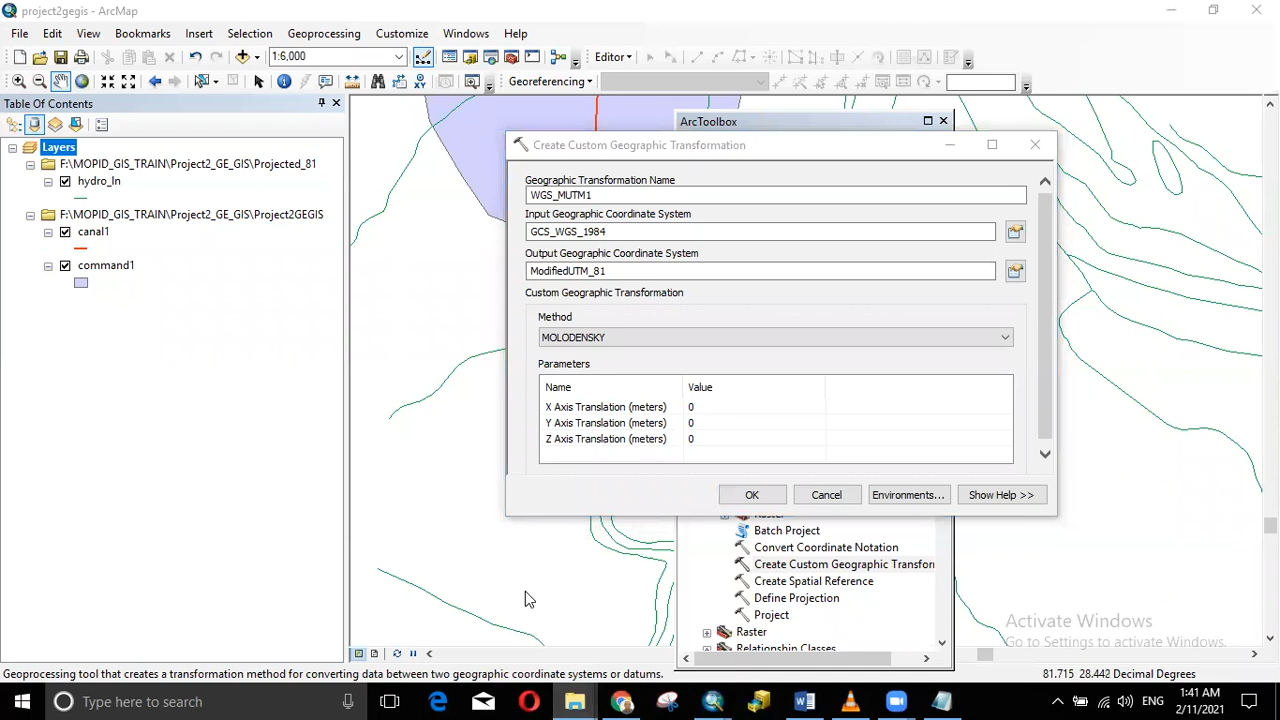 project2gegis - ArcMap
File Edit View Bookmarks Insert Selection Geoprocessing Customize Windows Help
1:6,000 Editor
Georeferencing
Table Of Contents
Layers
F:\MOPID_GIS_TRAIN\Project2_GE_GIS\Projected_81
hydro_ln
F:\MOPID_GIS_TRAIN\Project2_GE_GIS\Project2GEGIS
canal1
command1
ArcToolbox
Create Custom Geographic Transformation
Geographic Transformation Name
WGS_MUTM1
Input Geographic Coordinate System
GCS_WGS_1984
Output Geographic Coordinate System
ModifiedUTM_81
Custom Geographic Transformation
Method
MOLODENSKY
Parameters
Name Value
X Axis Translation (meters) 0
Y Axis Translation (meters) 0
Z Axis Translation (meters) 0
OK Cancel Environments... Show Help >>
Raster
Batch Project
Convert Coordinate Notation
Create Custom Geographic Transfor
Create Spatial Reference
Define Projection
Project
Raster
Relationship Classes
Activate Windows
Go to Settings to activate Windows.
Geoprocessing tool that creates a transformation method for converting data between two geographic coordinate systems or datums. 81.715 28.442 Decimal Degrees
Type here to search
ENG
1:41 AM
2/11/2021